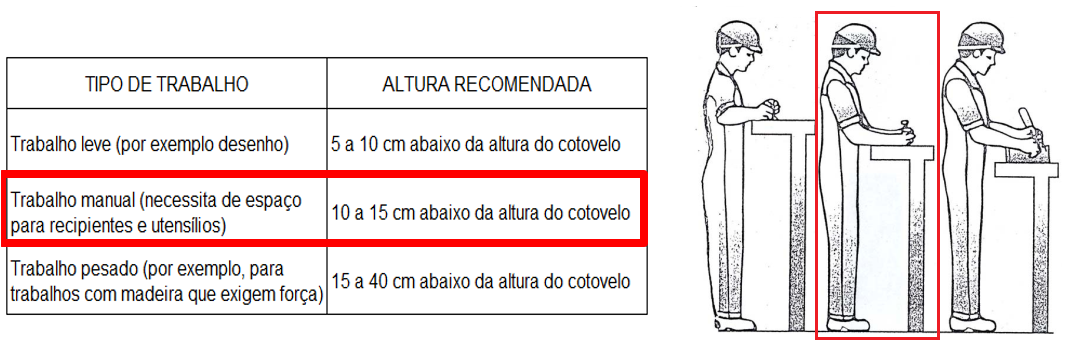 TIPO DE TRABALHO ALTURA RECOMENDADA
Trabalho leve (por exemplo desenho) 5 a 10 cm abaixo da altura do cotovelo
Trabalho manual (necessita de espaço
para recipientes e utensílios) 10 a 15 cm abaixo da altura do cotovelo
Trabalho pesado (por exemplo, para
trabalhos com madeira que exigem força) 15 a 40 cm abaixo da altura do cotovelo